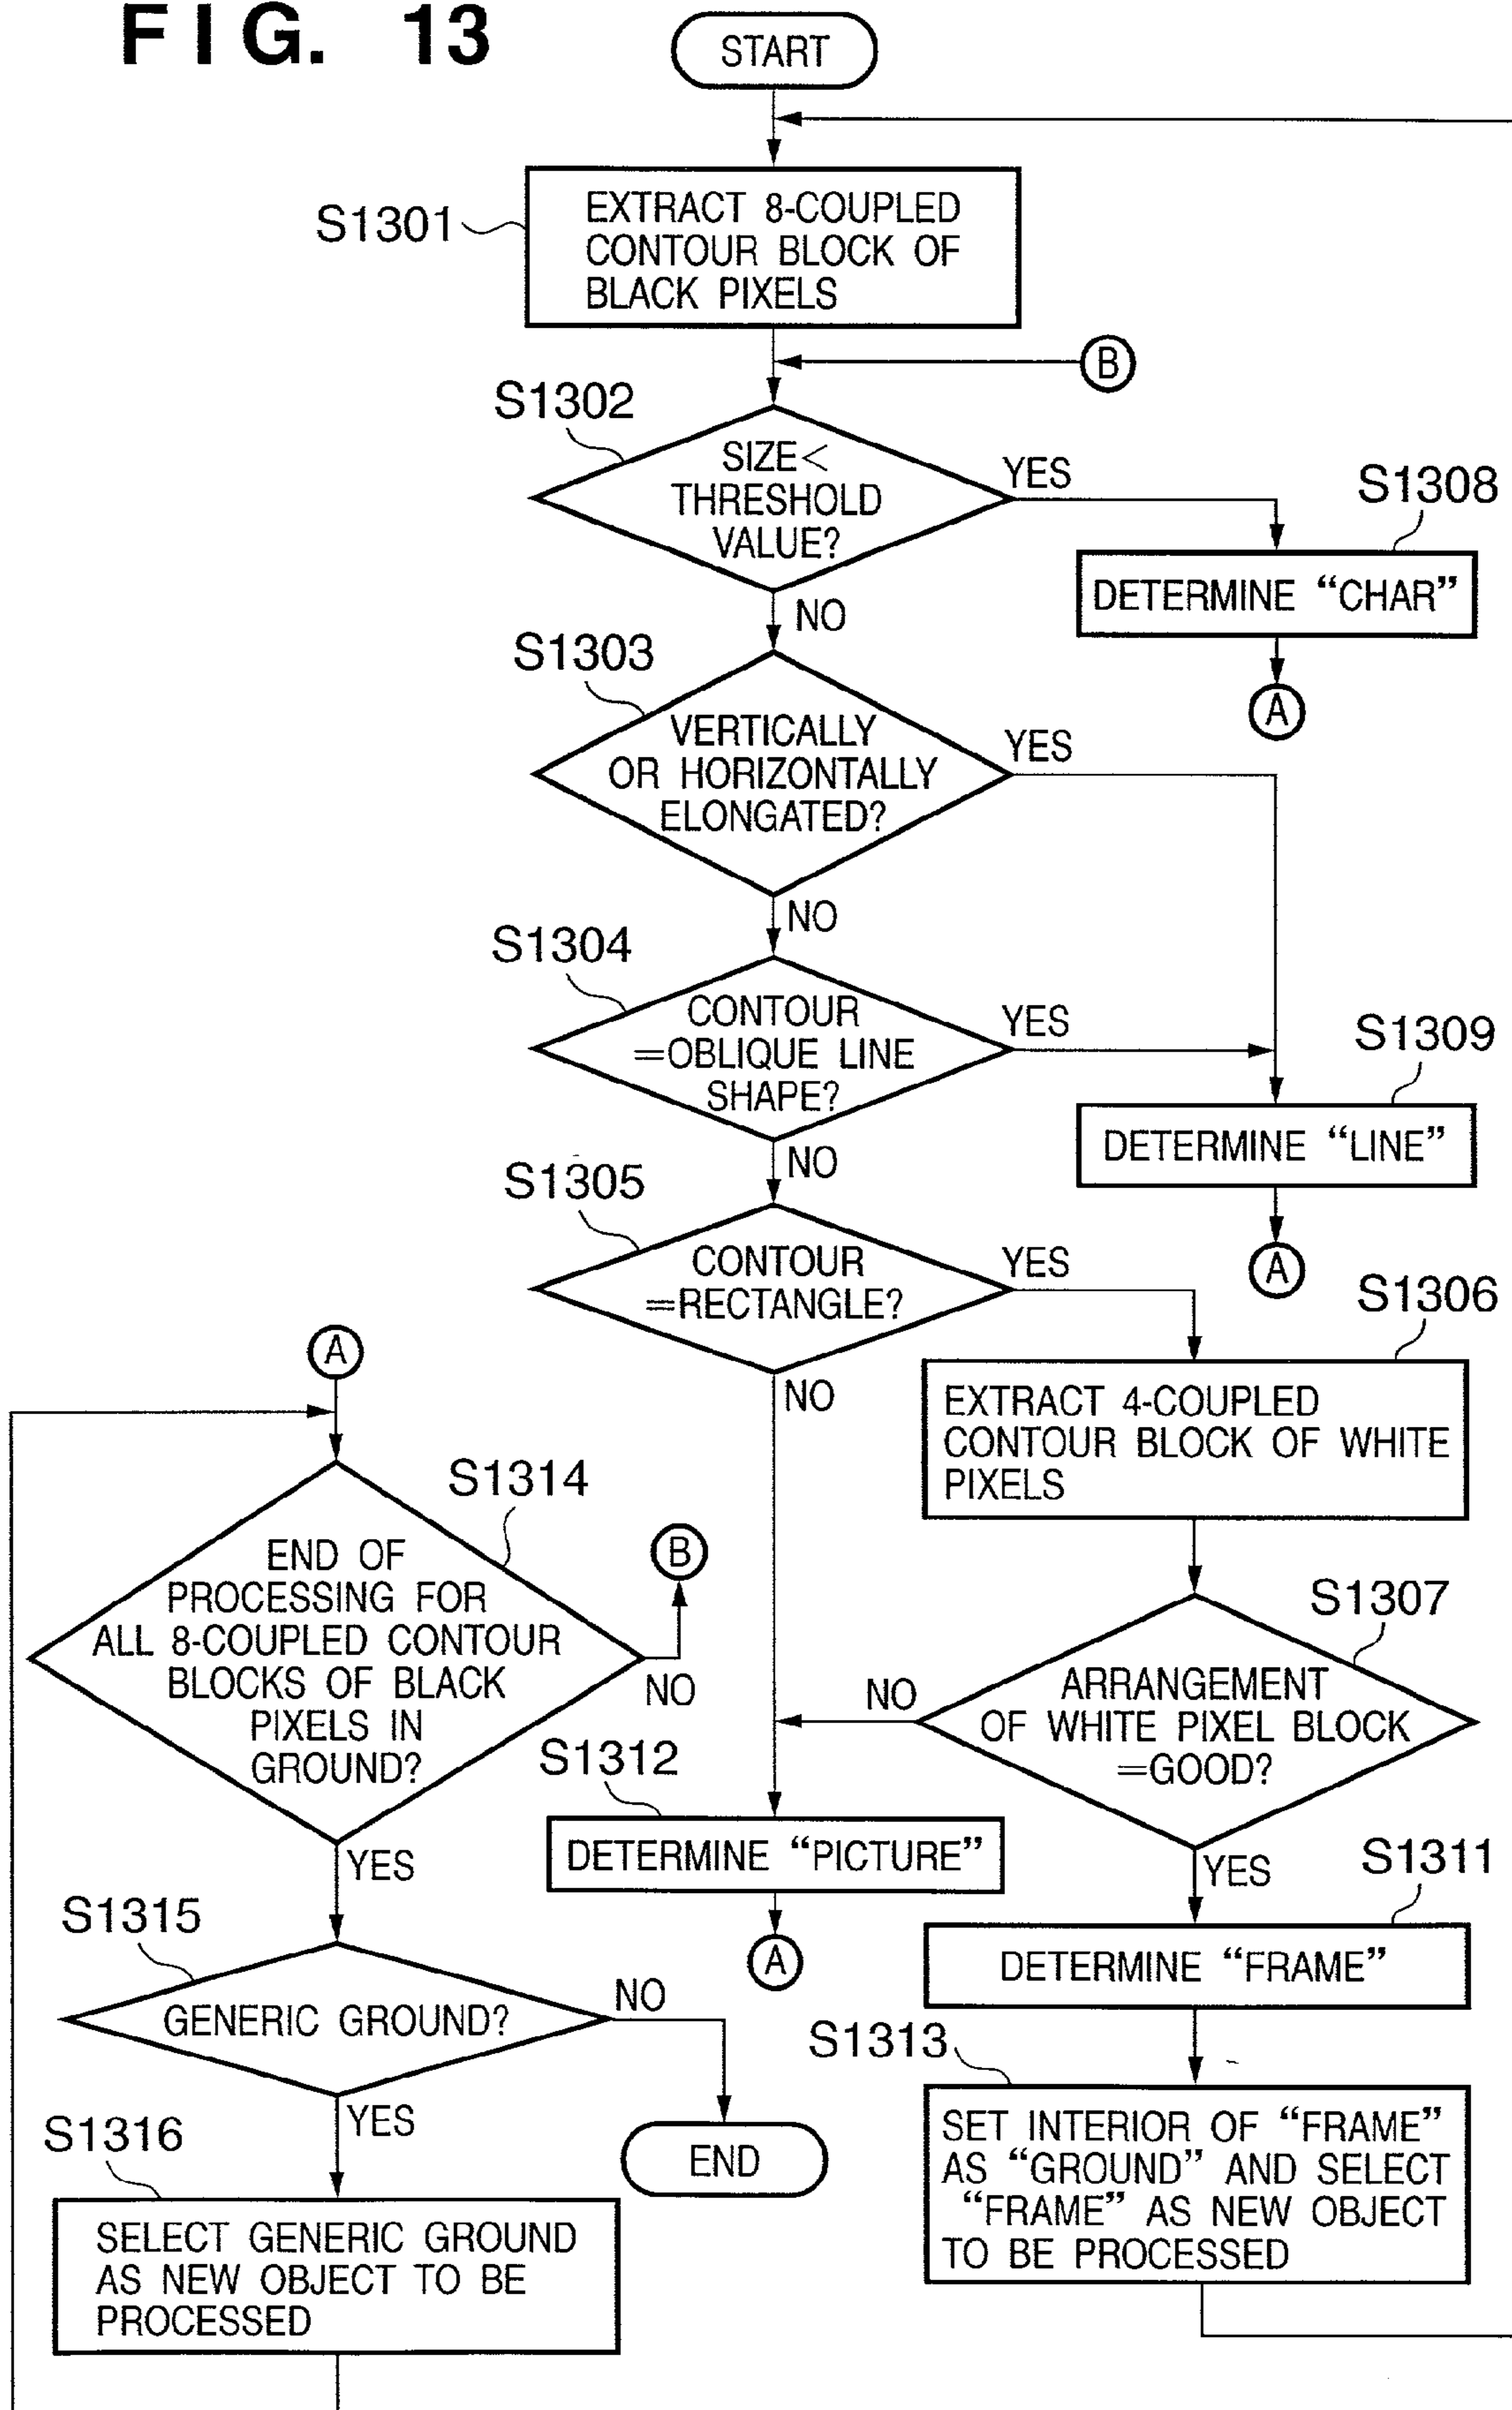 FIG. 13
START
S1301
EXTRACT 8-COUPLED
CONTOUR BLOCK OF
BLACK PIXELS
B
S1302
SIZE<
THRESHOLD
VALUE?
YES
NO
S1308
DETERMINE “CHAR”
A
S1303
VERTICALLY
OR HORIZONTALLY
ELONGATED?
YES
NO
S1304
CONTOUR
=OBLIQUE LINE
SHAPE?
YES
NO
S1309
DETERMINE “LINE”
A
S1305
CONTOUR
=RECTANGLE?
YES
NO
S1306
EXTRACT 4-COUPLED
CONTOUR BLOCK OF WHITE
PIXELS
S1307
ARRANGEMENT
OF WHITE PIXEL BLOCK
=GOOD?
NO
YES
S1312
DETERMINE “PICTURE”
A
S1311
DETERMINE “FRAME”
S1313
SET INTERIOR OF “FRAME”
AS “GROUND” AND SELECT
“FRAME” AS NEW OBJECT
TO BE PROCESSED
A
S1314
END OF
PROCESSING FOR
ALL 8-COUPLED CONTOUR
BLOCKS OF BLACK
PIXELS IN
GROUND?
B
NO
YES
S1315
GENERIC GROUND?
NO
YES
END
S1316
SELECT GENERIC GROUND
AS NEW OBJECT TO BE
PROCESSED